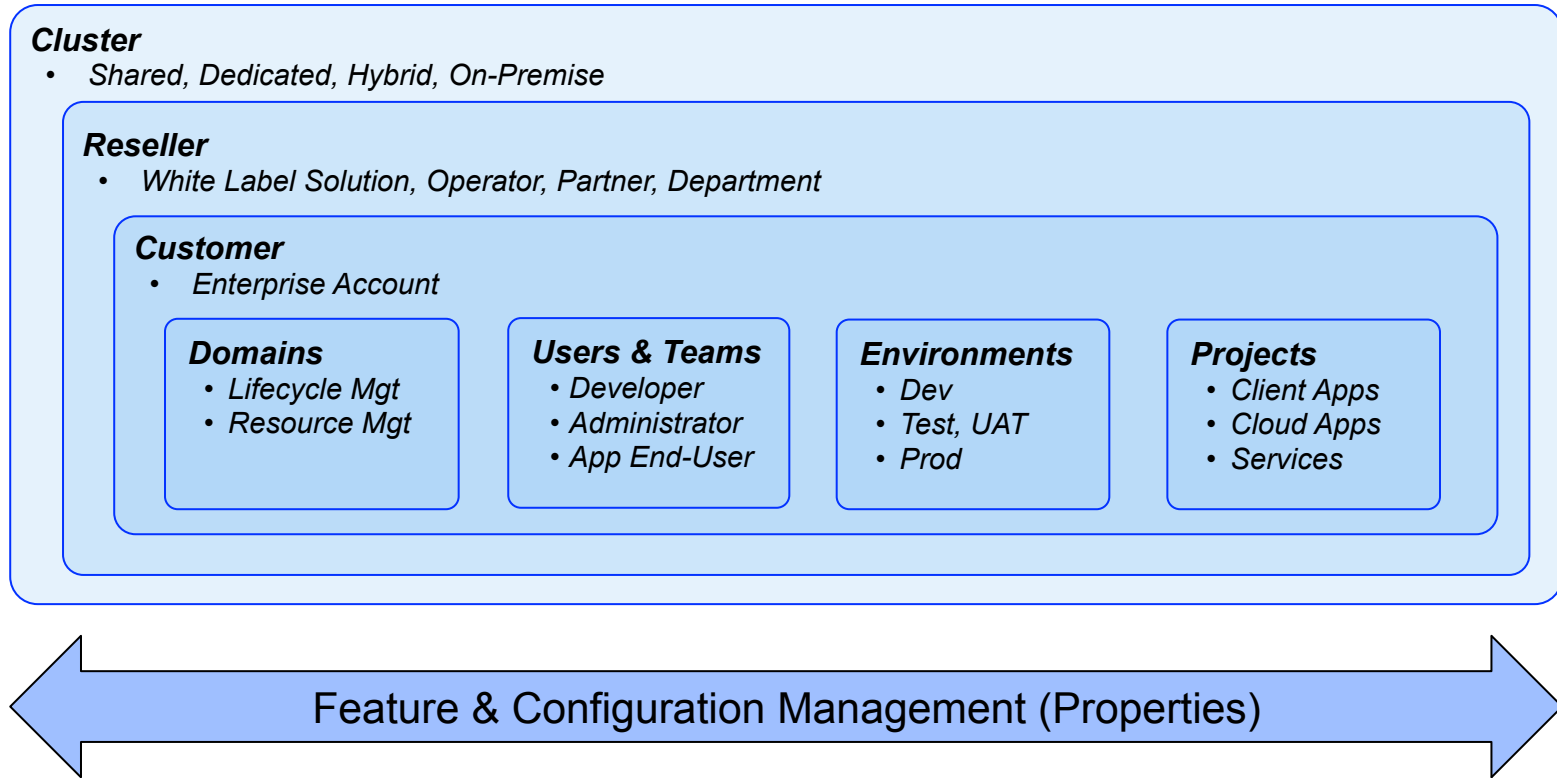 Cluster
• Shared, Dedicated, Hybrid, On-Premise
Reseller
• White Label Solution, Operator, Partner, Department
Customer
• Enterprise Account
Domains
• Lifecycle Mgt
• Resource Mgt
Users & Teams
• Developer
• Administrator
• App End-User
Environments
• Dev
• Test, UAT
• Prod
Projects
• Client Apps
• Cloud Apps
• Services
Feature & Configuration Management (Properties)